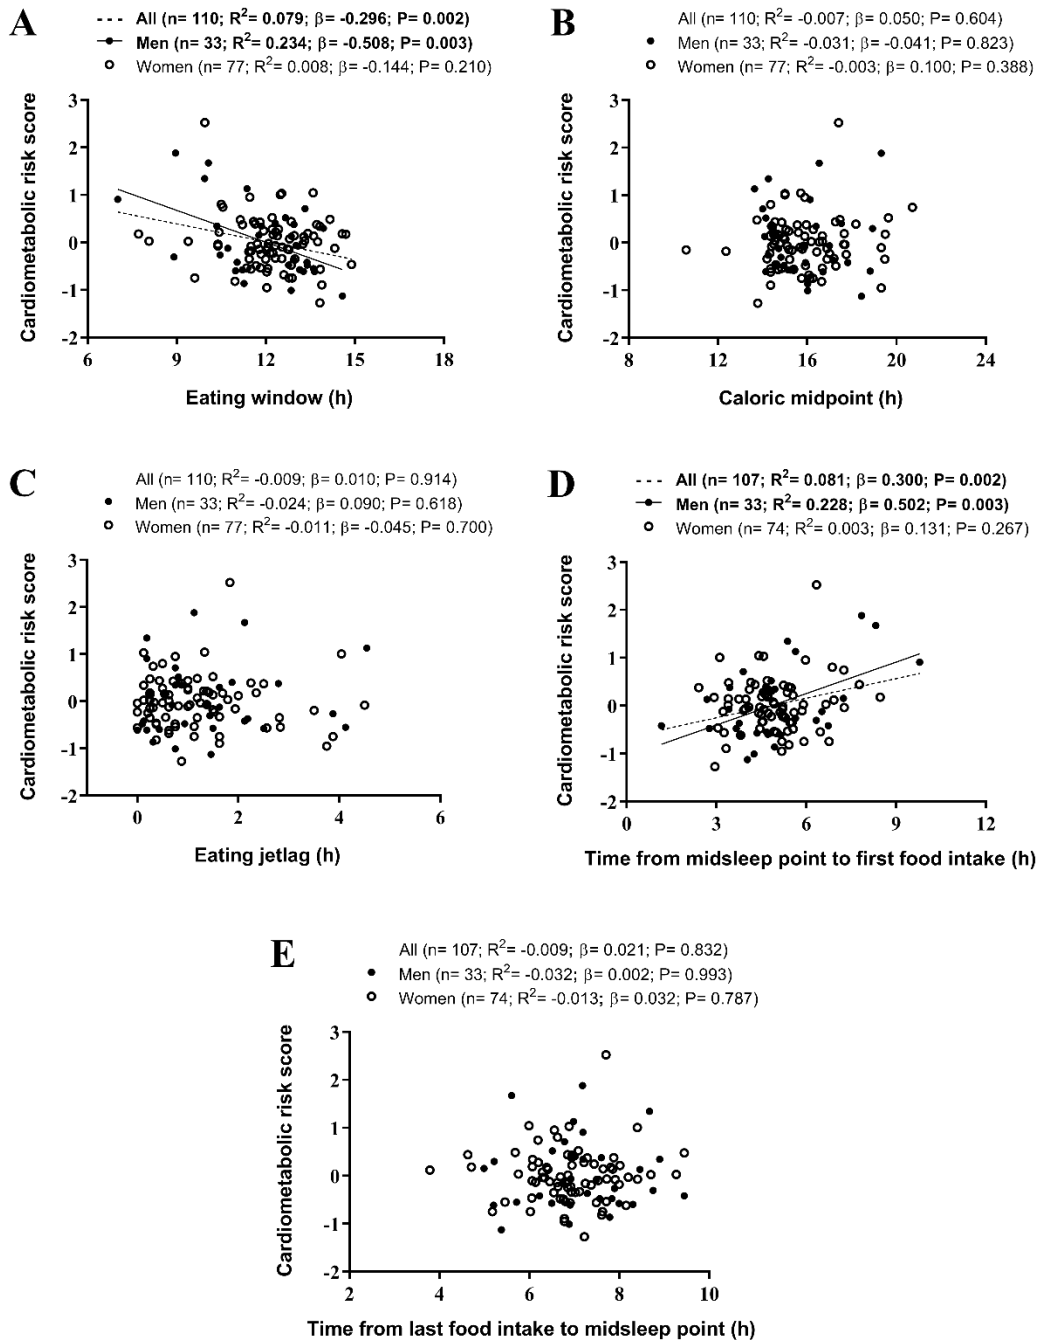 A
All (n= 110; R²= 0.079; β= -0.296; P= 0.002)
Men (n= 33; R²= 0.234; β= -0.508; P= 0.003)
Women (n= 77; R²= 0.008; β= -0.144; P= 0.210)
Cardiometabolic risk score
3
2
1
0
-1
-2
6 9 12 15 18
Eating window (h)
B
All (n= 110; R²= -0.007; β= 0.050; P= 0.604)
Men (n= 33; R²= -0.031; β= -0.041; P= 0.823)
Women (n= 77; R²= -0.003; β= 0.100; P= 0.388)
Cardiometabolic risk score
3
2
1
0
-1
-2
8 12 16 20 24
Caloric midpoint (h)
C
All (n= 110; R²= -0.009; β= 0.010; P= 0.914)
Men (n= 33; R²= -0.024; β= 0.090; P= 0.618)
Women (n= 77; R²= -0.011; β= -0.045; P= 0.700)
Cardiometabolic risk score
3
2
1
0
-1
-2
0 2 4 6
Eating jetlag (h)
D
All (n= 107; R²= 0.081; β= 0.300; P= 0.002)
Men (n= 33; R²= 0.228; β= 0.502; P= 0.003)
Women (n= 74; R²= 0.003; β= 0.131; P= 0.267)
Cardiometabolic risk score
3
2
1
0
-1
-2
0 3 6 9 12
Time from midsleep point to first food intake (h)
E
All (n= 107; R²= -0.009; β= 0.021; P= 0.832)
Men (n= 33; R²= -0.032; β= 0.002; P= 0.993)
Women (n= 74; R²= -0.013; β= 0.032; P= 0.787)
Cardiometabolic risk score
3
2
1
0
-1
-2
2 4 6 8 10
Time from last food intake to midsleep point (h)